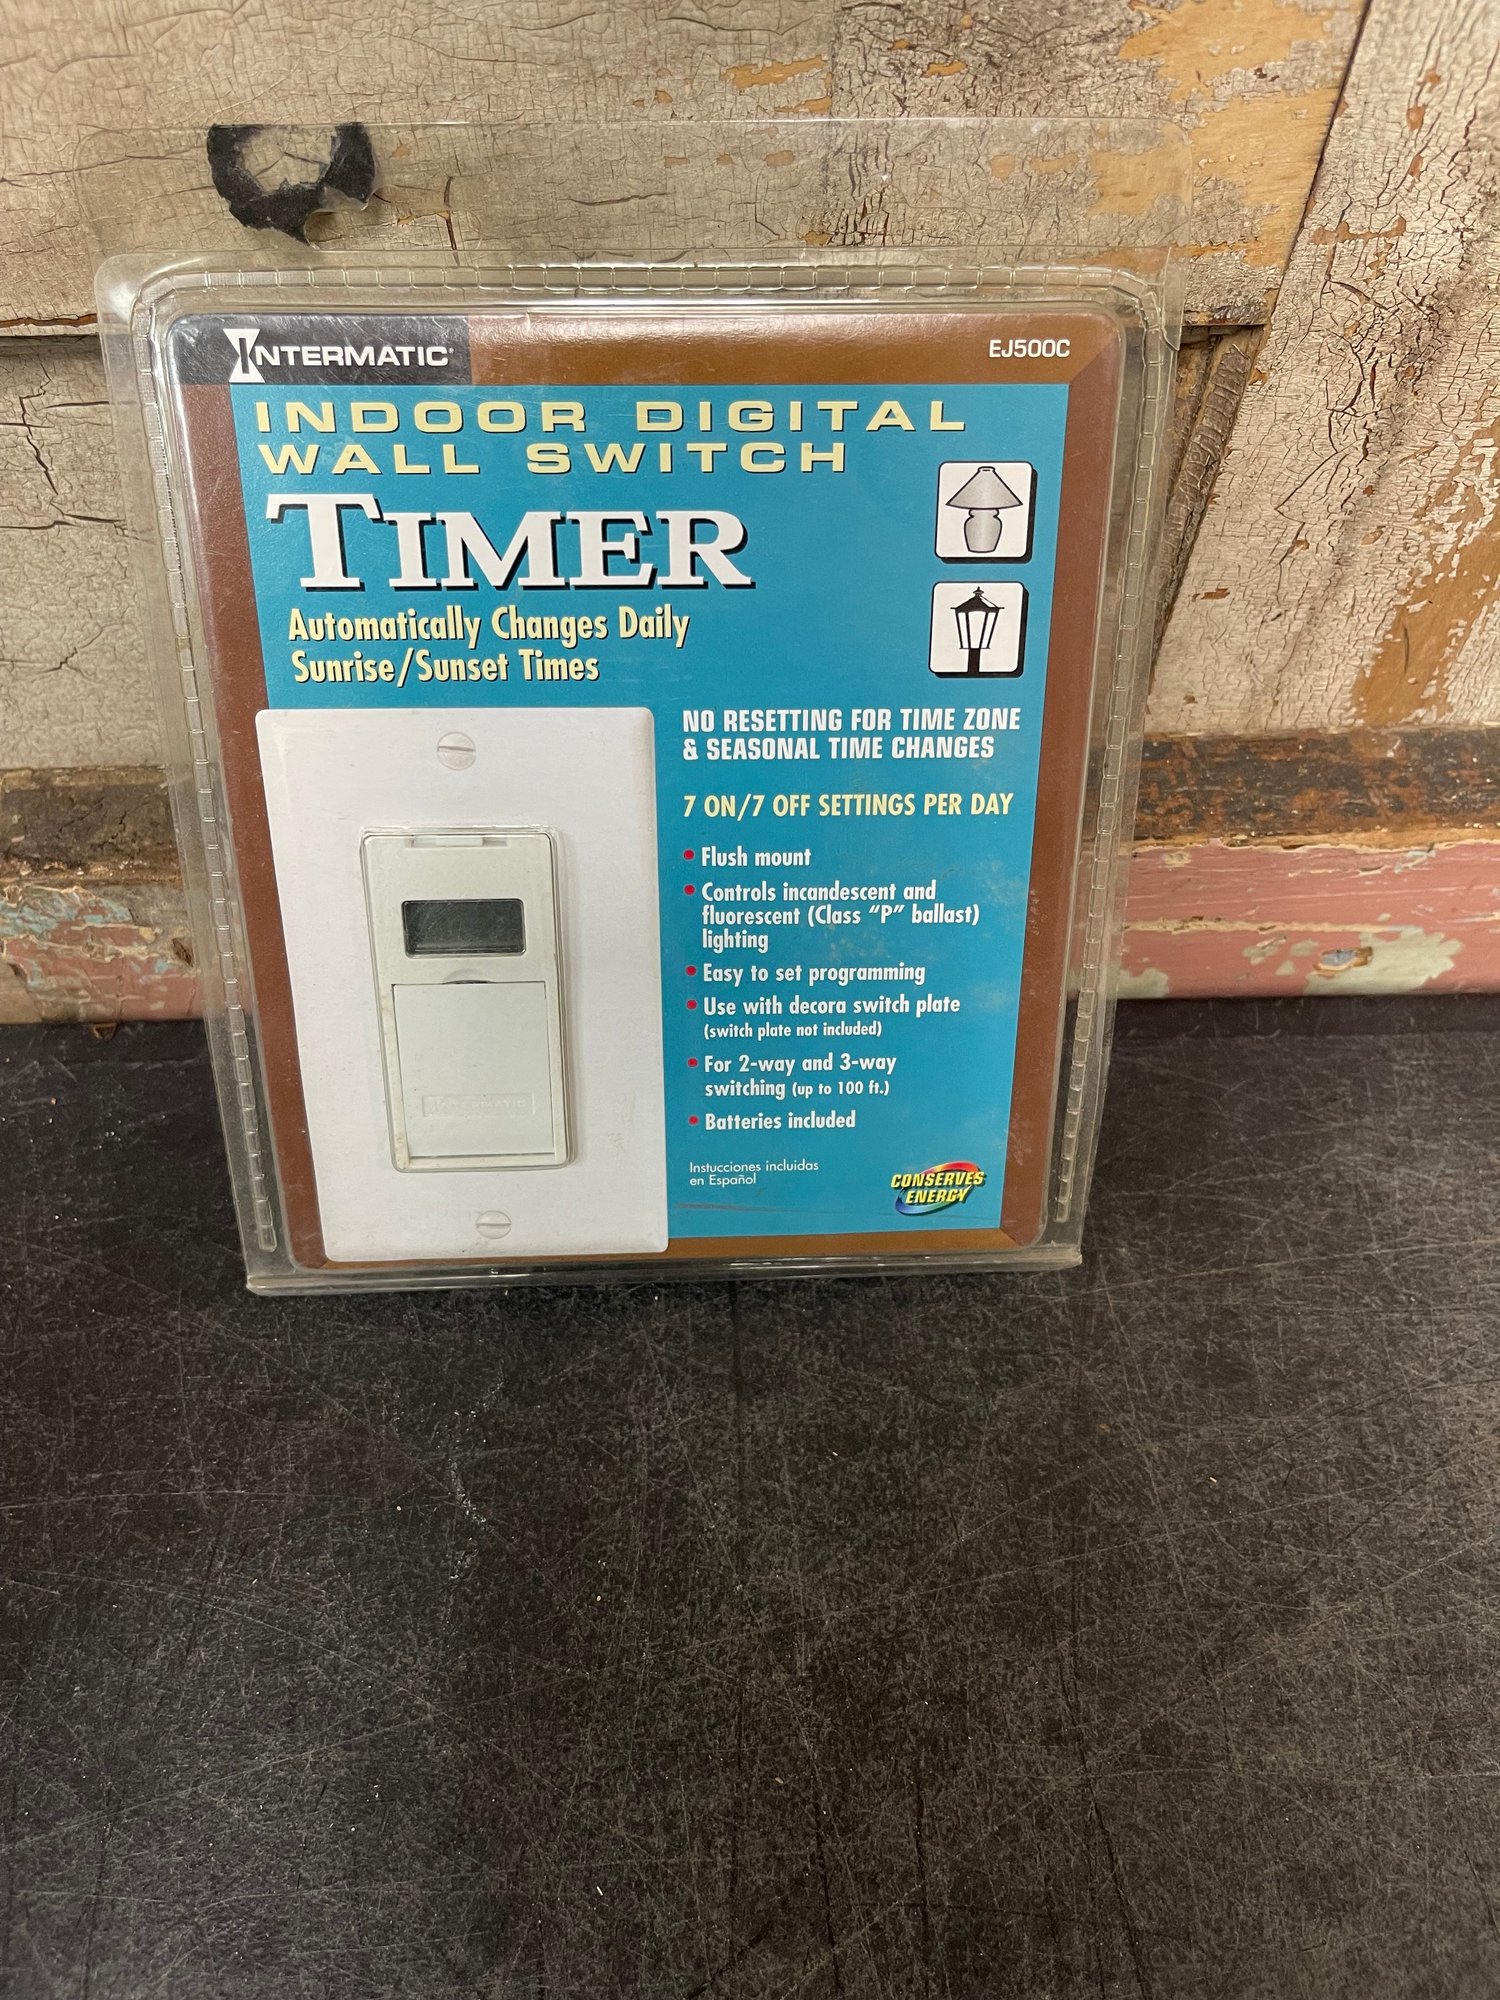 INTERMATIC
EJ500C
INDOOR DIGITAL
WALL SWITCH
TIMER
Automatically Changes Daily
Sunrise/Sunset Times
NO RESETTING FOR TIME ZONE
& SEASONAL TIME CHANGES
7 ON/7 OFF SETTINGS PER DAY
• Flush mount
• Controls incandescent and
fluorescent (Class "P" ballast)
lighting
• Easy to set programming
• Use with decora switch plate
(switch plate not included)
• For 2-way and 3-way
switching (up to 100 ft.)
• Batteries included
Instucciones incluidas
en Español
CONSERVES
ENERGY
INTERMATIC